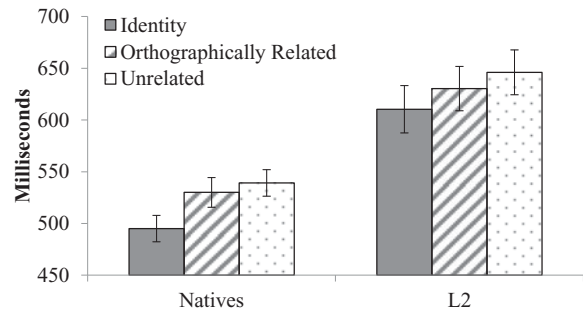 700
650
600
550
500
450
Milliseconds
Identity
Orthographically Related
Unrelated
Natives
L2